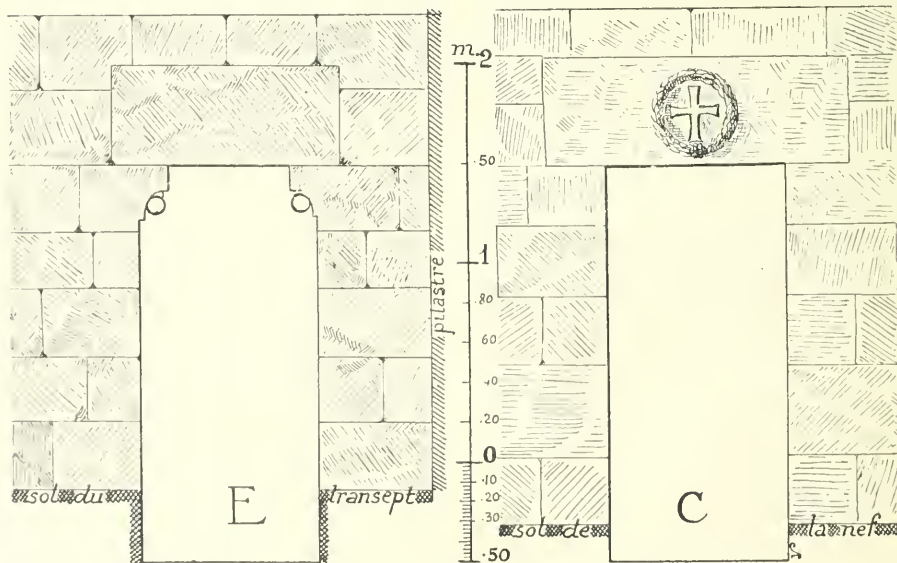 m. 2
.50
1
.80
.60
.40
.20
0
.10
.20
.30
.50
pilastre
sol du transept
E
sol de la nef
C